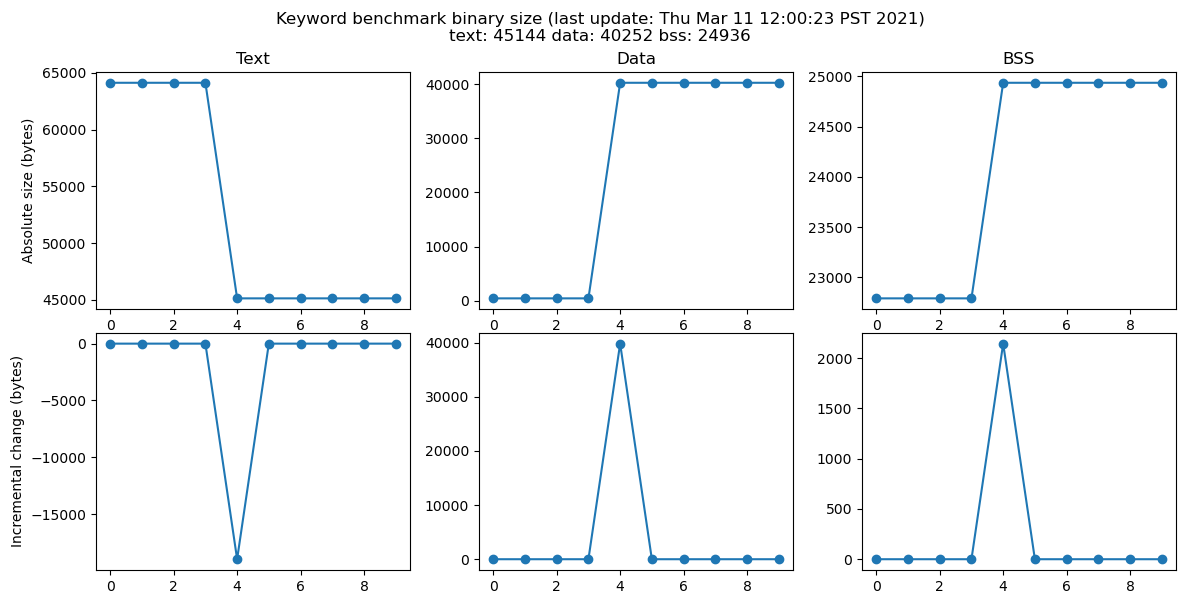 Keyword benchmark binary size (last update: Thu Mar 11 12:00:23 PST 2021)
text: 45144 data: 40252 bss: 24936
Text
Data
BSS
Absolute size (bytes)
65000
60000
55000
50000
45000
0 2 4 6 8
40000
30000
20000
10000
0
0 2 4 6 8
25000
24500
24000
23500
23000
0 2 4 6 8
Incremental change (bytes)
0
−5000
−10000
−15000
0 2 4 6 8
40000
30000
20000
10000
0
0 2 4 6 8
2000
1500
1000
500
0
0 2 4 6 8